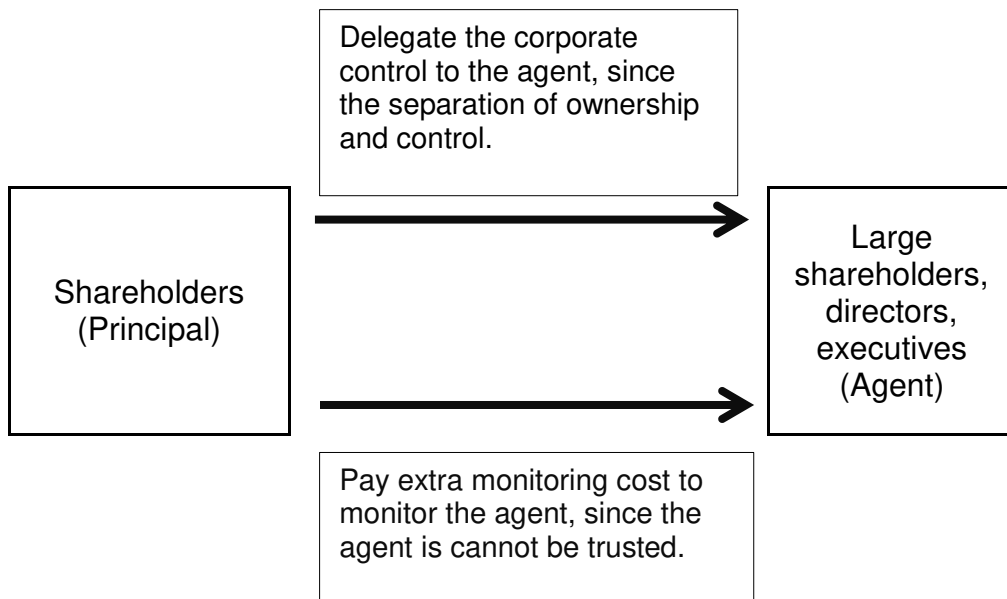 Delegate the corporate
control to the agent, since
the separation of ownership
and control.
Shareholders
(Principal)
Large
shareholders,
directors,
executives
(Agent)
Pay extra monitoring cost to
monitor the agent, since the
agent is cannot be trusted.